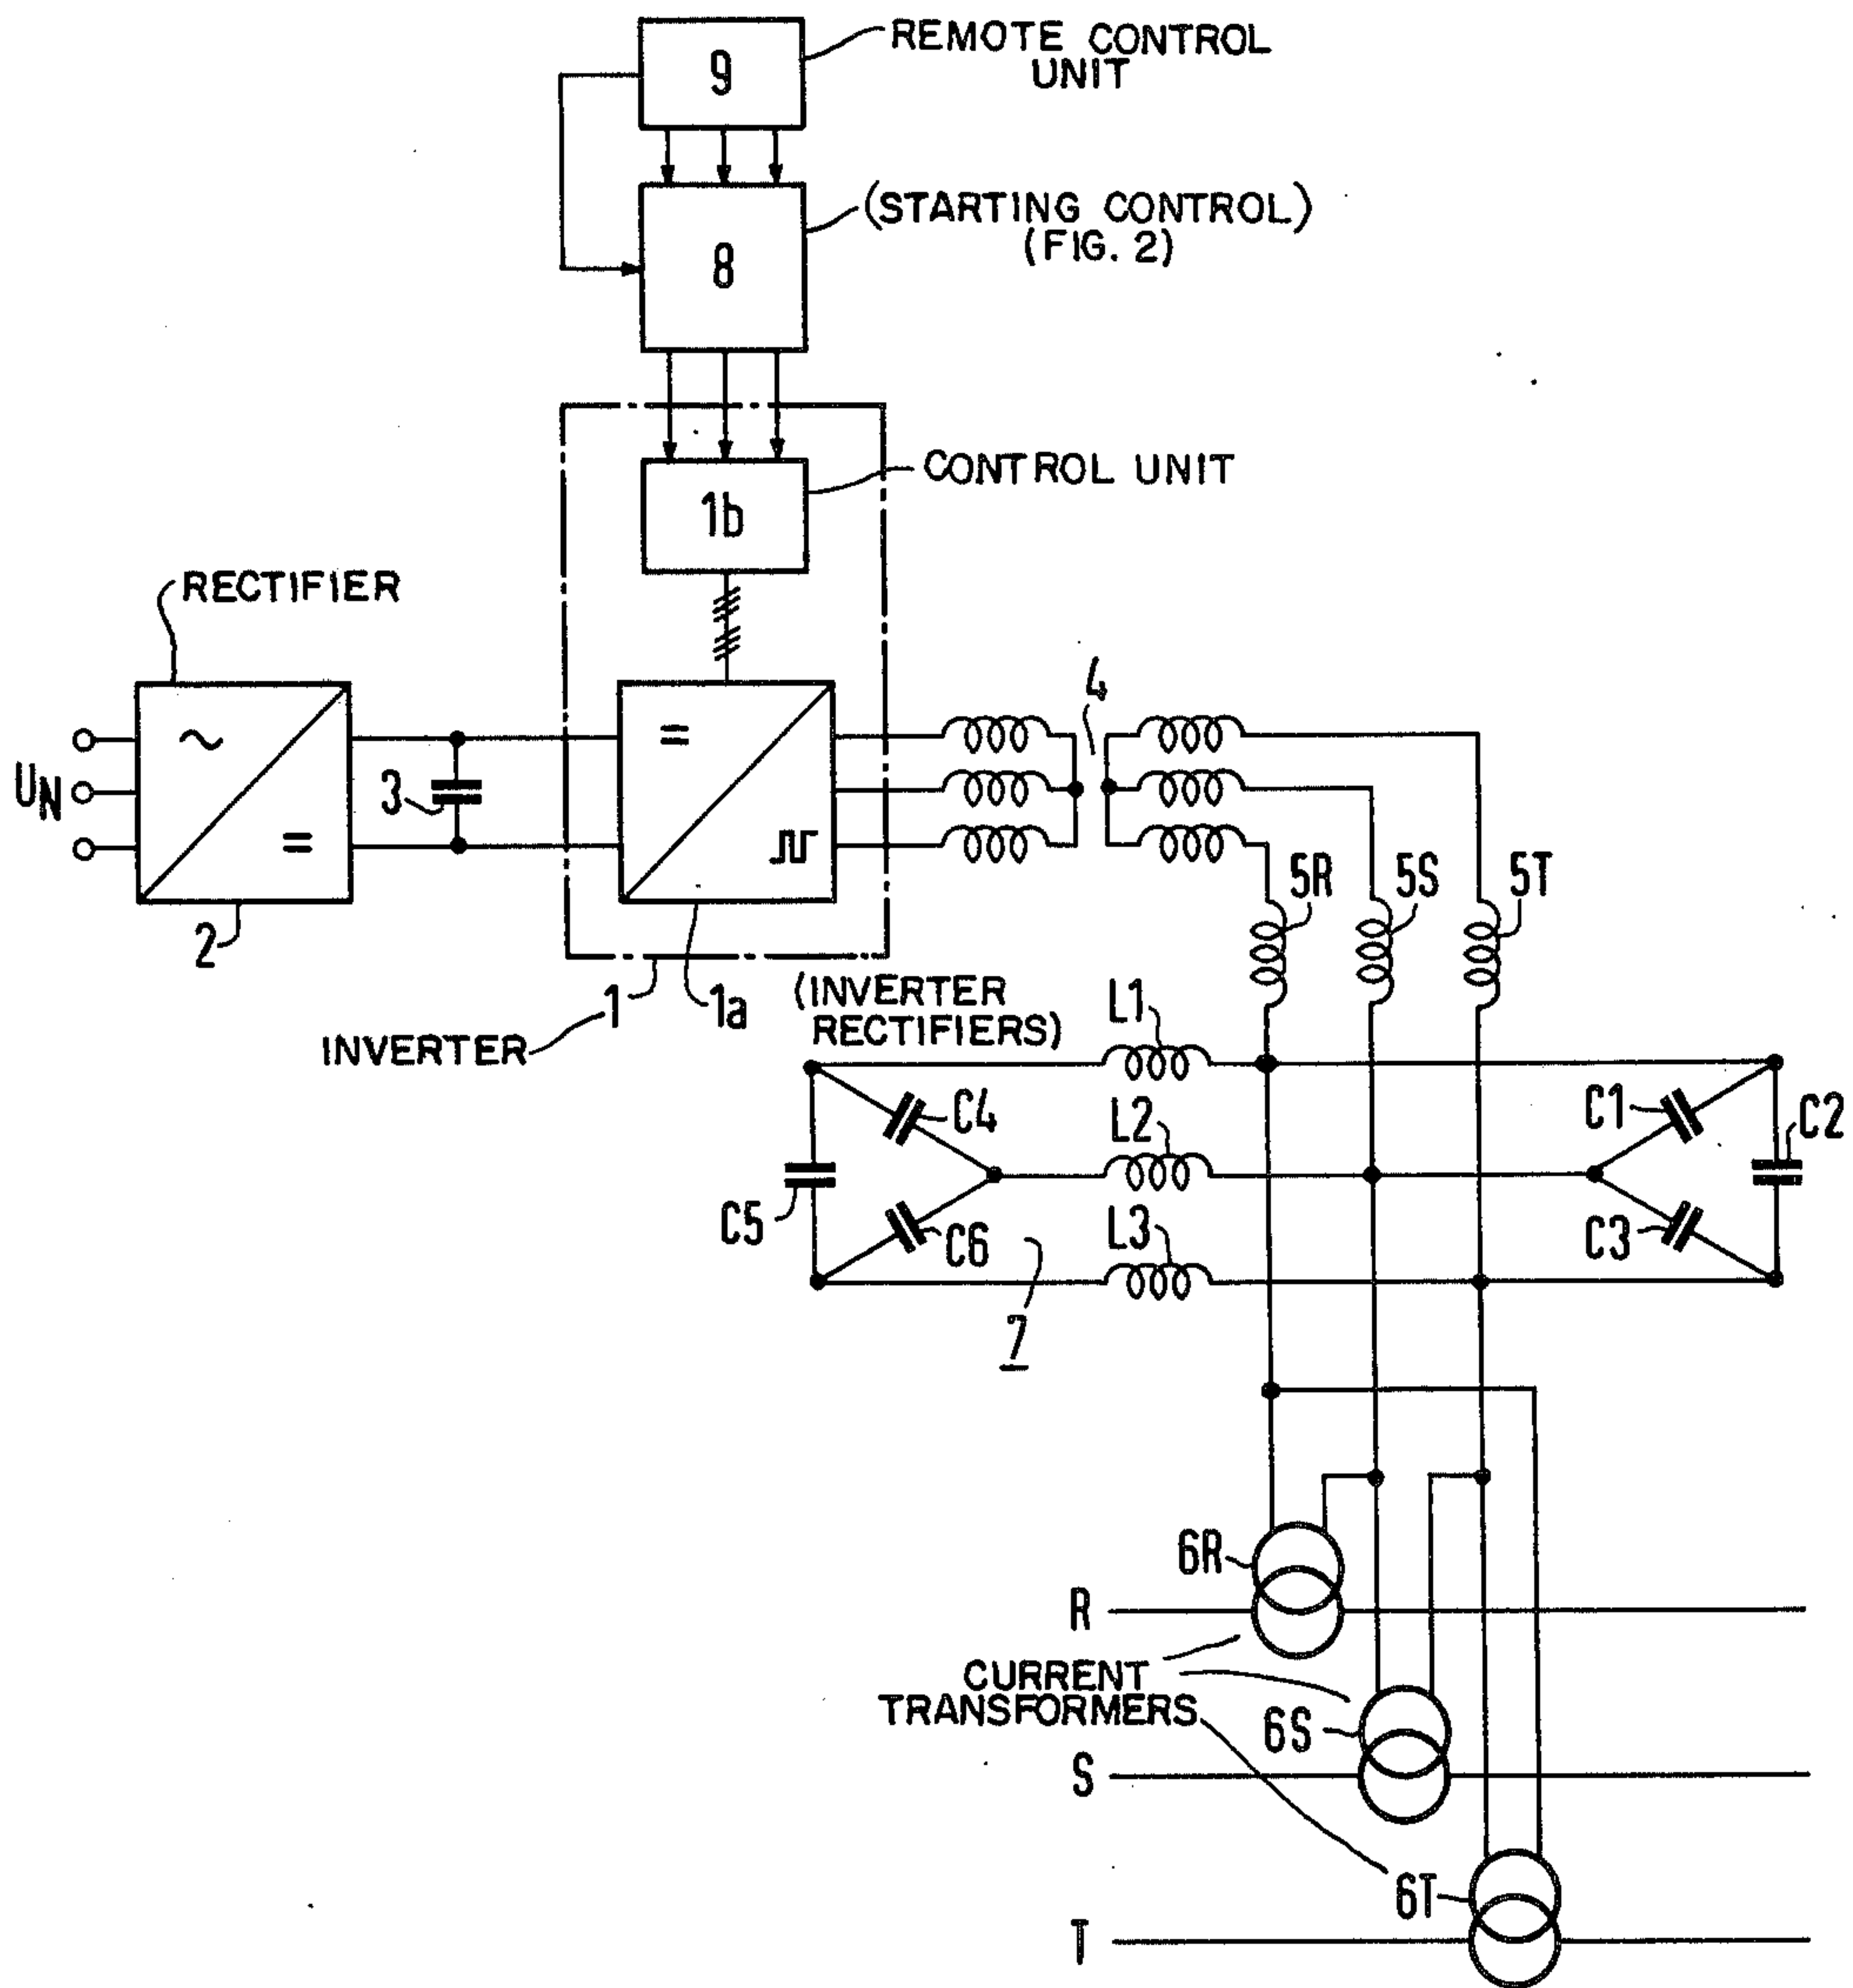 9
REMOTE CONTROL
UNIT
8
(STARTING CONTROL)
(FIG. 2)
1b
CONTROL UNIT
RECTIFIER
~
=
UN
3
=
4
2
1
1a
INVERTER
(INVERTER
RECTIFIERS)
5R
5S
5T
L1
L2
L3
C4
C5
C6
C1
C2
C3
7
6R
R
CURRENT
TRANSFORMERS
6S
S
6T
T